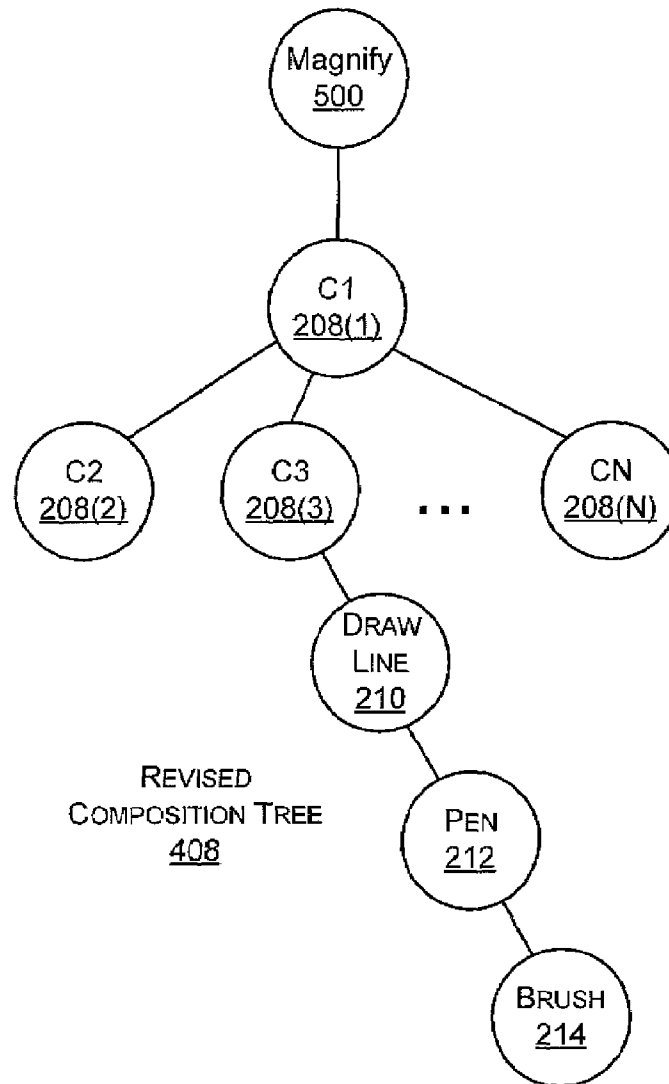 Magnify
500
C1
208(1)
C2
208(2)
C3
208(3)
...
CN
208(N)
DRAW
LINE
210
REVISED
COMPOSITION TREE
408
PEN
212
BRUSH
214